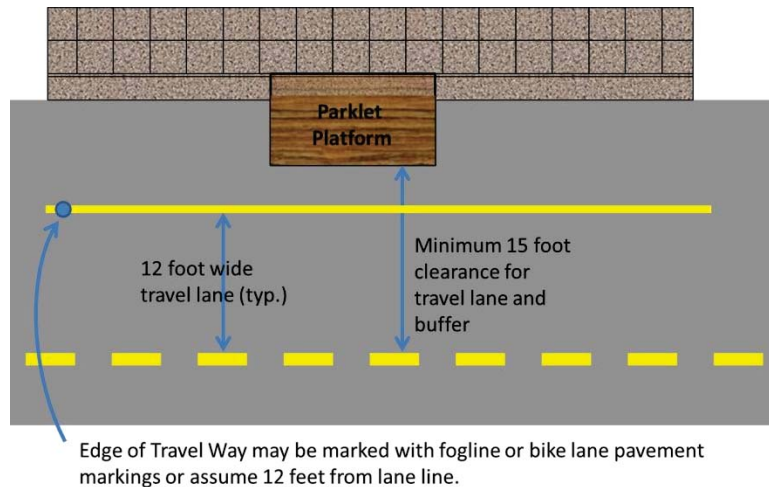 Parklet
Platform
12 foot wide
travel lane (typ.)
Minimum 15 foot
clearance for
travel lane and
buffer
Edge of Travel Way may be marked with fogline or bike lane pavement
markings or assume 12 feet from lane line.